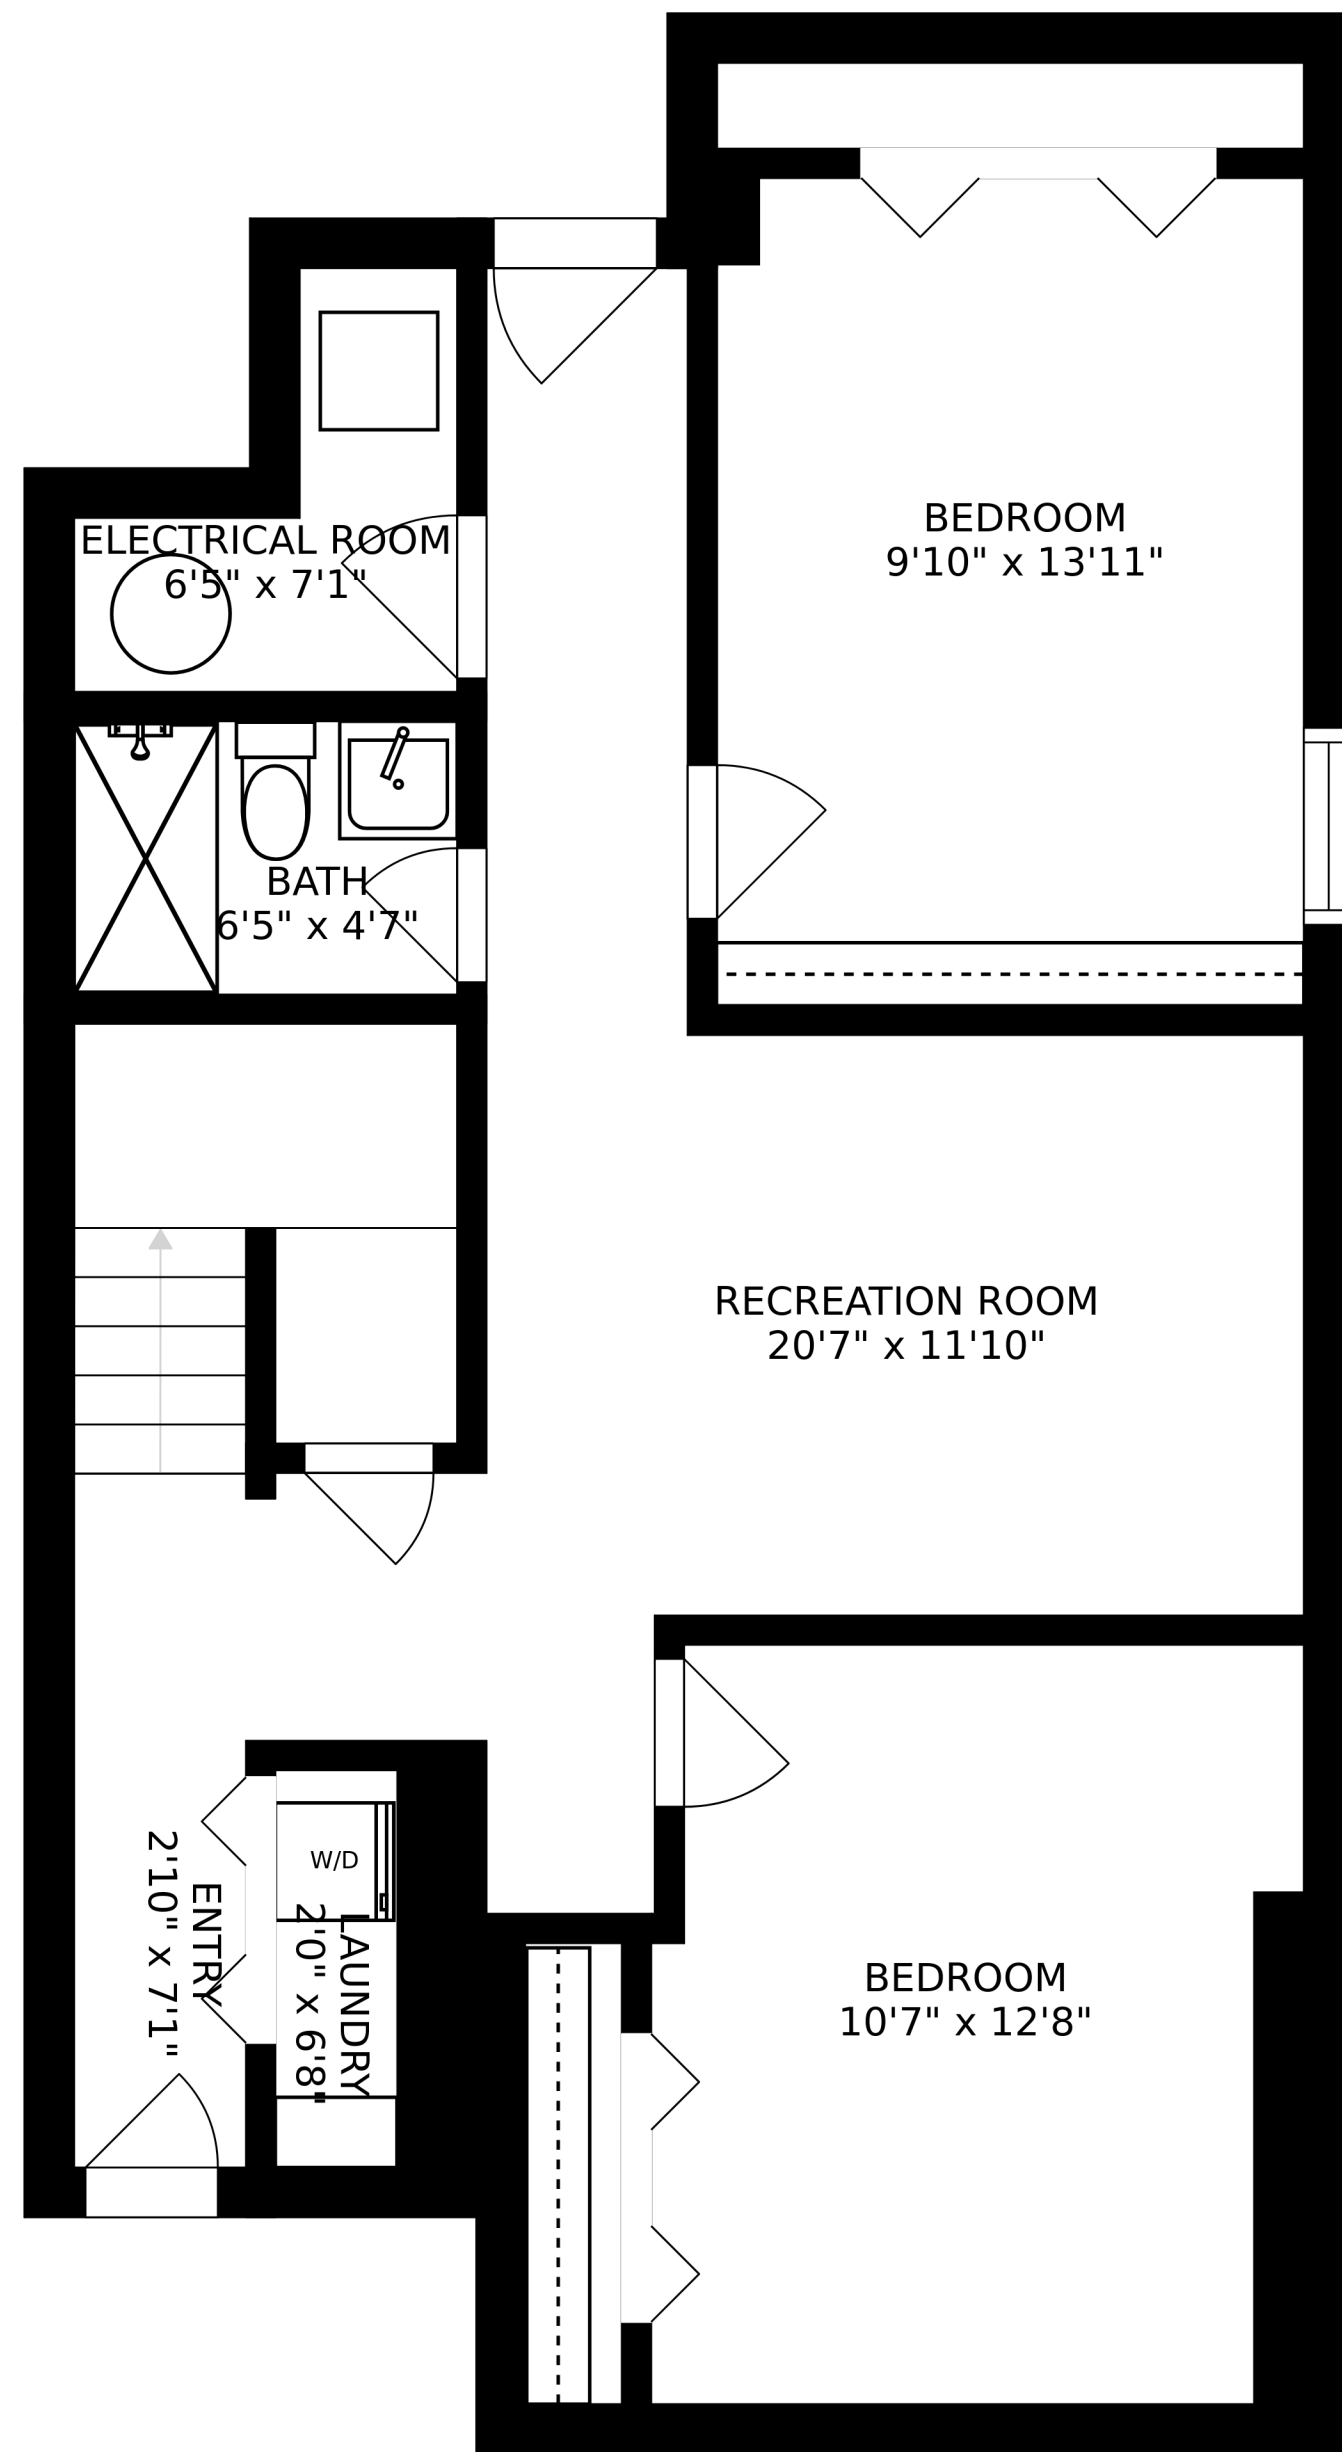 ELECTRICAL ROOM
6'5" x 7'1"
BEDROOM
9'10" x 13'11"
BATH
6'5" x 4'7"
RECREATION ROOM
20'7" x 11'10"
W/D
ENTRY
2'10" x 7'1"
LAUNDRY
2'0" x 6'8"
BEDROOM
10'7" x 12'8"